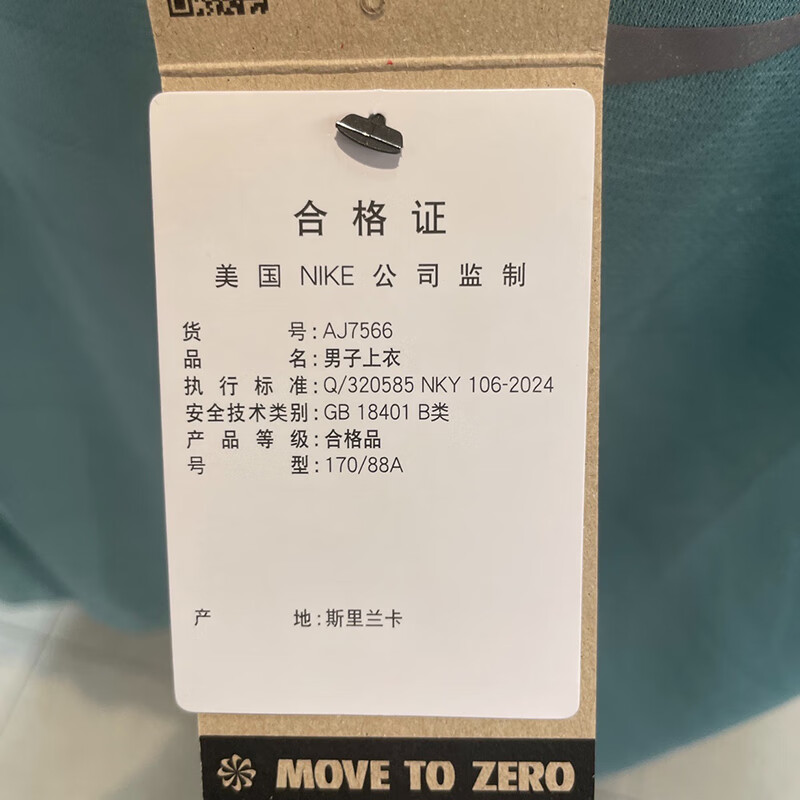 合格证
美国 NIKE 公司监制
货号:AJ7566
品名:男子上衣
执行标准:Q/320585 NKY 106-2024
安全技术类别:GB 18401 B类
产品等级:合格品
号型:170/88A
产地:斯里兰卡
MOVE TO ZERO